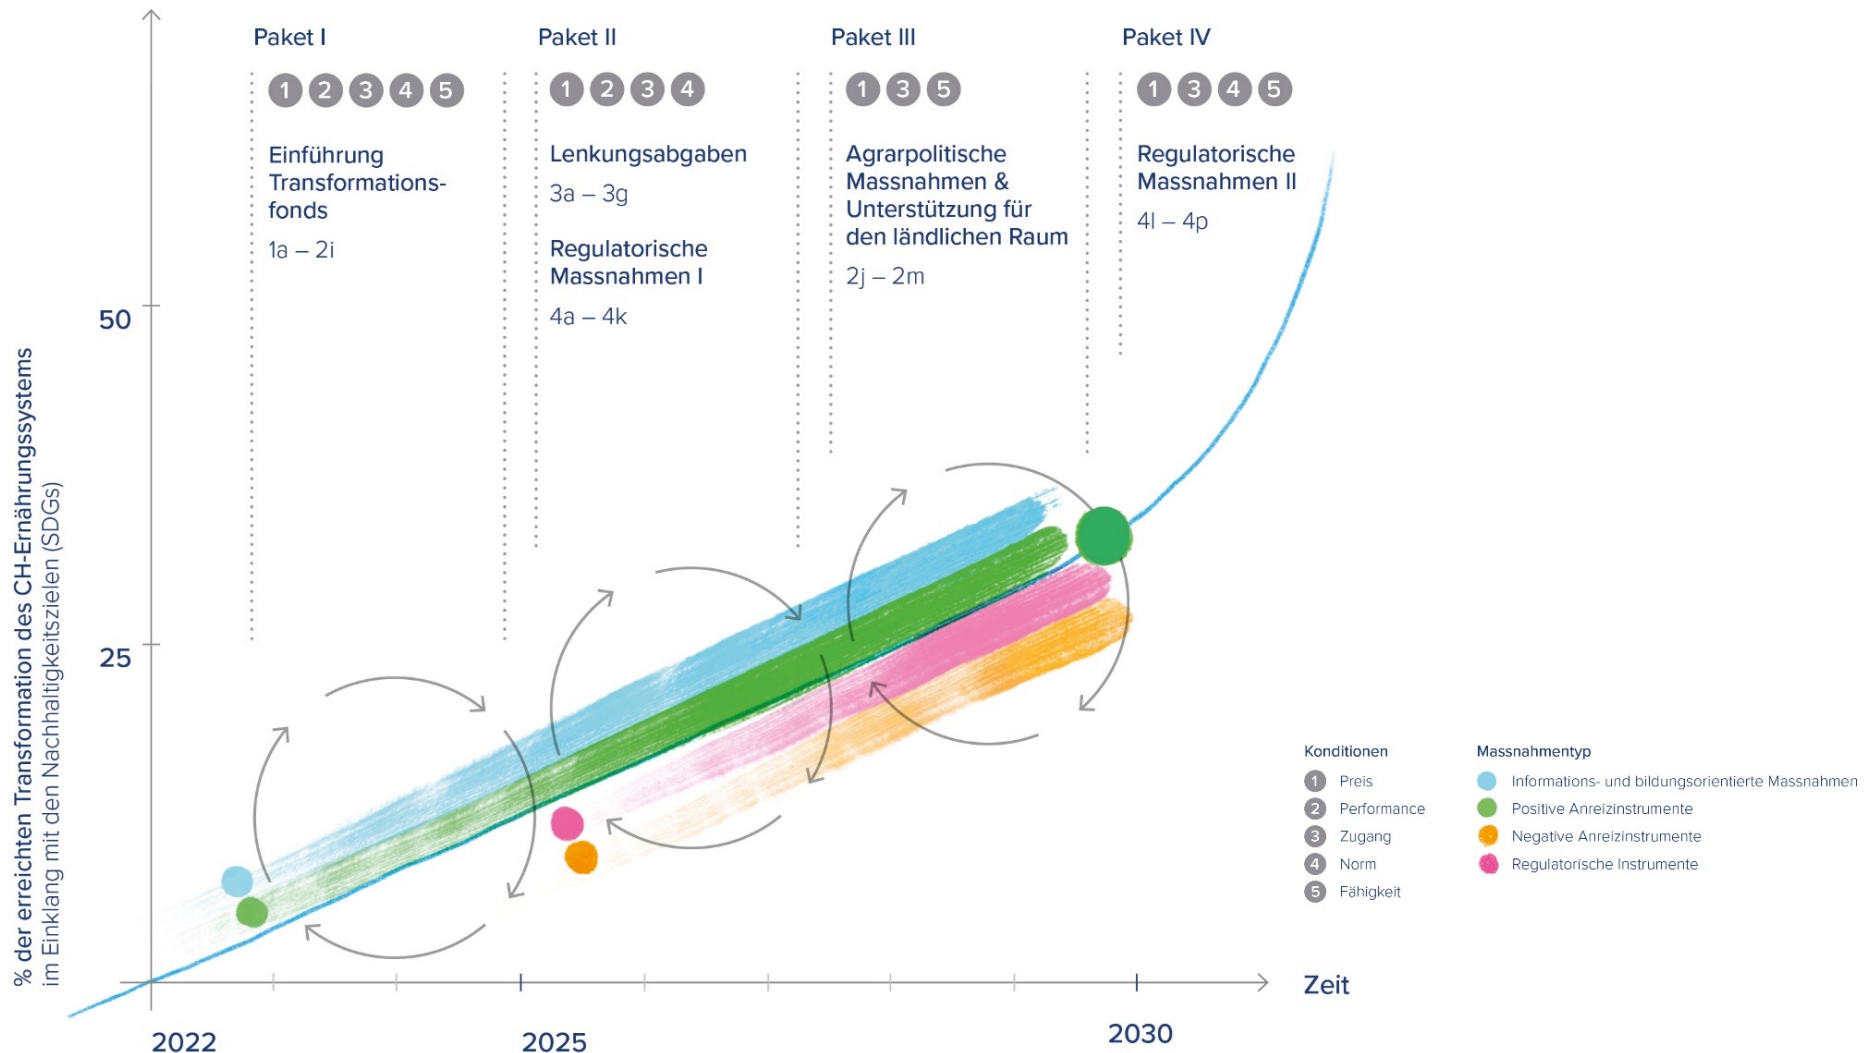 Paket I
1 2 3 4 5
Einführung
Transformations-
fonds
1a – 2i
Paket II
1 2 3 4
Lenkungsabgaben
3a – 3g
Regulatorische
Massnahmen I
4a – 4k
Paket III
1 3 5
Agrarpolitische
Massnahmen &
Unterstützung für
den ländlichen Raum
2j – 2m
Paket IV
1 3 4 5
Regulatorische
Massnahmen II
4l – 4p
% der erreichten Transformation des CH-Ernährungssystems
im Einklang mit den Nachhaltigkeitszielen (SDGs)
50
25
2022
2025
2030
Zeit
Konditionen
1 Preis
2 Performance
3 Zugang
4 Norm
5 Fähigkeit
Massnahmentyp
Informations- und bildungsorientierte Massnahmen
Positive Anreizinstrumente
Negative Anreizinstrumente
Regulatorische Instrumente